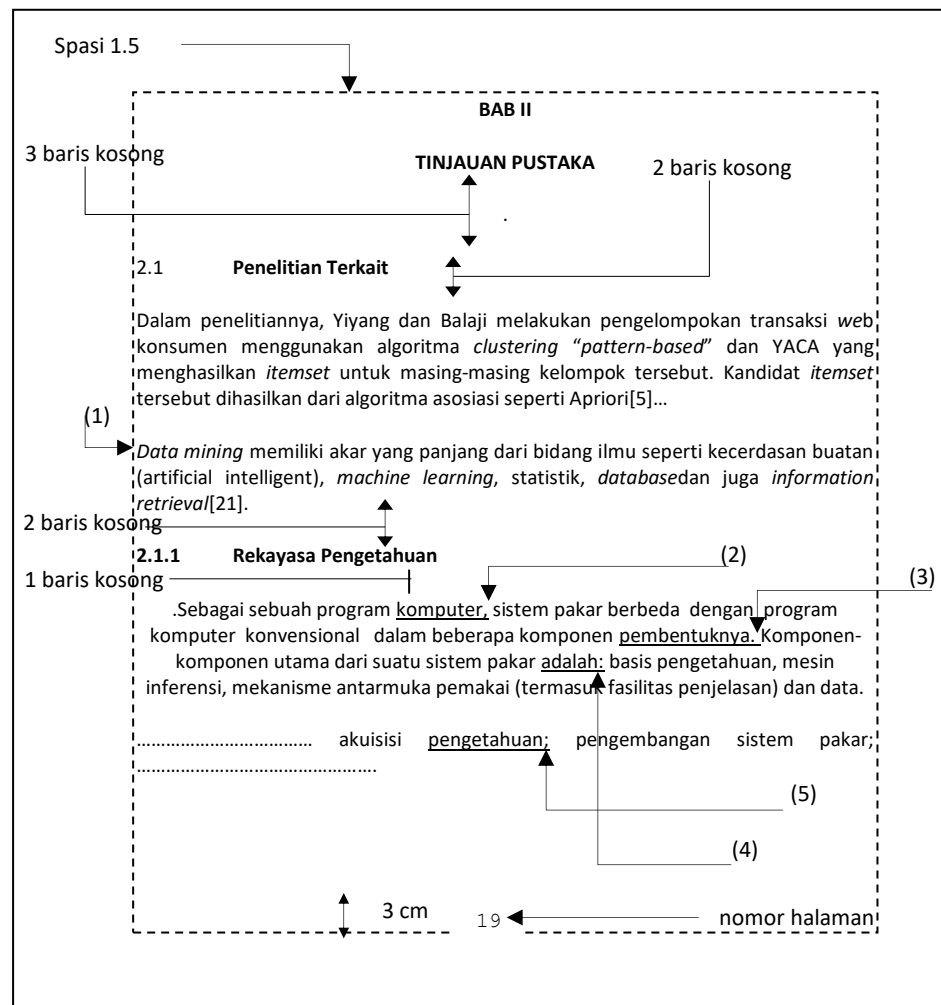 Spasi 1.5
BAB II
3 baris kosong
TINJAUAN PUSTAKA
2 baris kosong
.
2.1 Penelitian Terkait
Dalam penelitiannya, Yiyang dan Balaji melakukan pengelompokan transaksi web
konsumen menggunakan algoritma clustering “pattern-based” dan YACA yang
menghasilkan itemset untuk masing-masing kelompok tersebut. Kandidat itemset
tersebut dihasilkan dari algoritma asosiasi seperti Apriori[5]...
(1)
Data mining memiliki akar yang panjang dari bidang ilmu seperti kecerdasan buatan
(artificial intelligent), machine learning, statistik, databasedan juga information
retrieval[21].
2 baris kosong
2.1.1 Rekayasa Pengetahuan
(2)
1 baris kosong
(3)
.Sebagai sebuah program komputer, sistem pakar berbeda dengan program
komputer konvensional dalam beberapa komponen pembentuknya. Komponen-
komponen utama dari suatu sistem pakar adalah: basis pengetahuan, mesin
inferensi, mekanisme antarmuka pemakai (termasuk fasilitas penjelasan) dan data.
................................. akuisisi pengetahuan; pengembangan sistem pakar;
.............................................
(5)
(4)
3 cm
19
nomor halaman